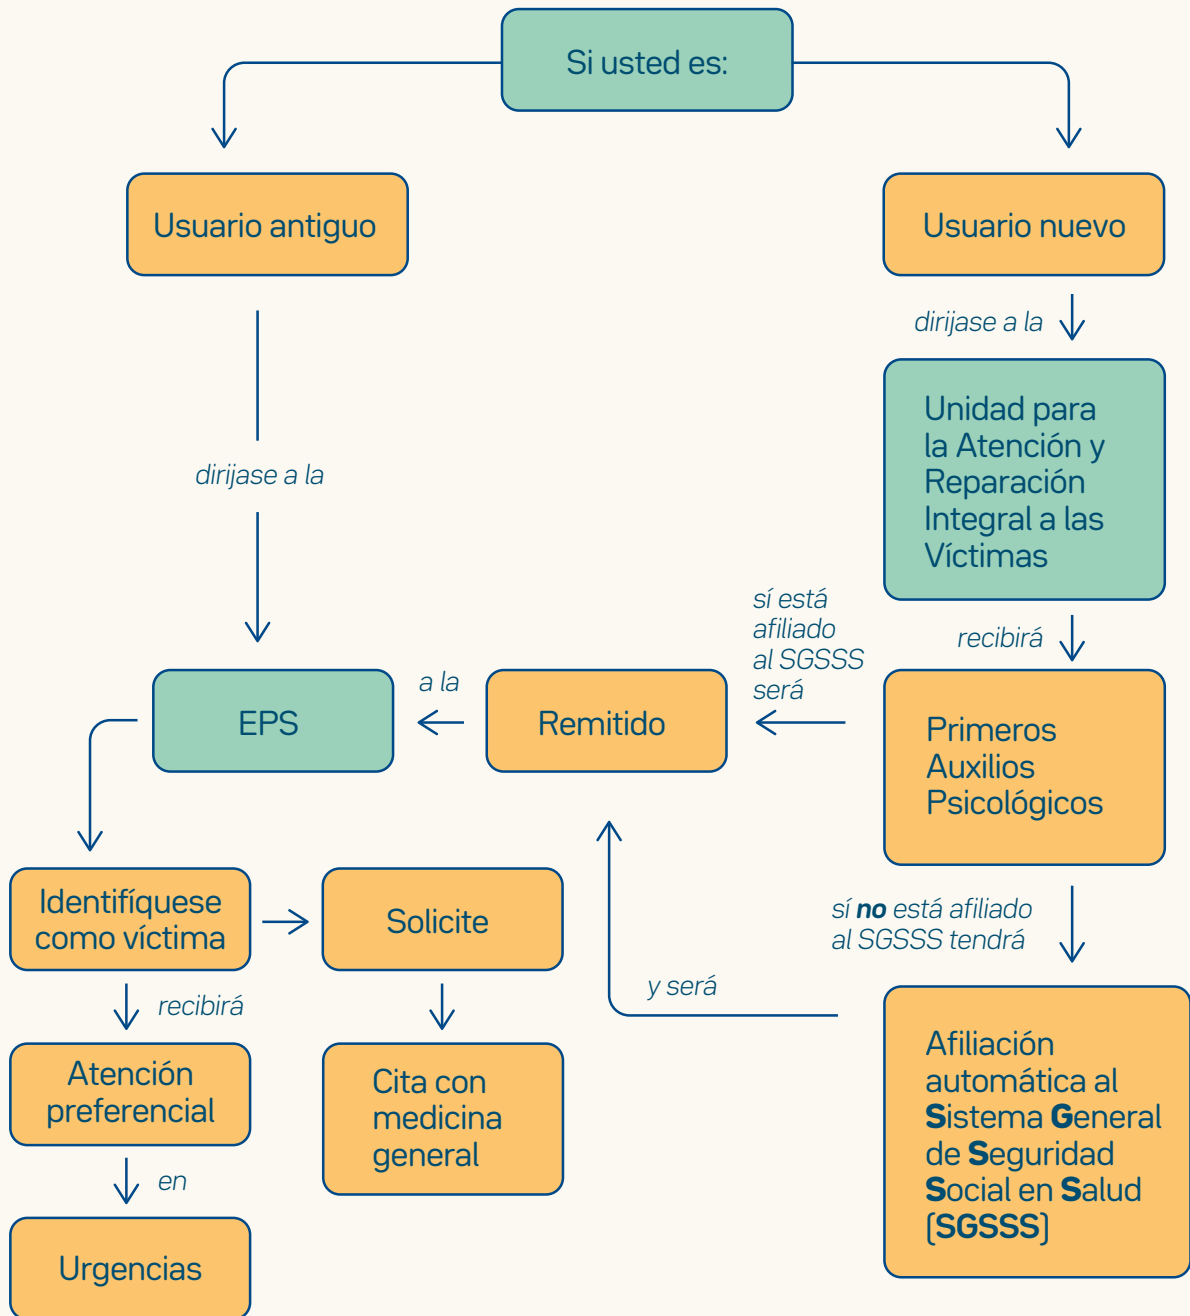 Si usted es:
Usuario antiguo
Usuario nuevo
dirijase a la
Unidad para
la Atención y
Reparación
Integral a las
Víctimas
dirijase a la
recibirá
sí está
afiliado
al SGSSS
será
EPS
a la
Remitido
Primeros
Auxilios
Psicológicos
Identifíquese
como víctima
Solicite
sí no está afiliado
al SGSSS tendrá
recibirá
y será
Atención
preferencial
Cita con
medicina
general
Afiliación
automática al
Sistema General
de Seguridad
Social en Salud
(SGSSS)
en
Urgencias